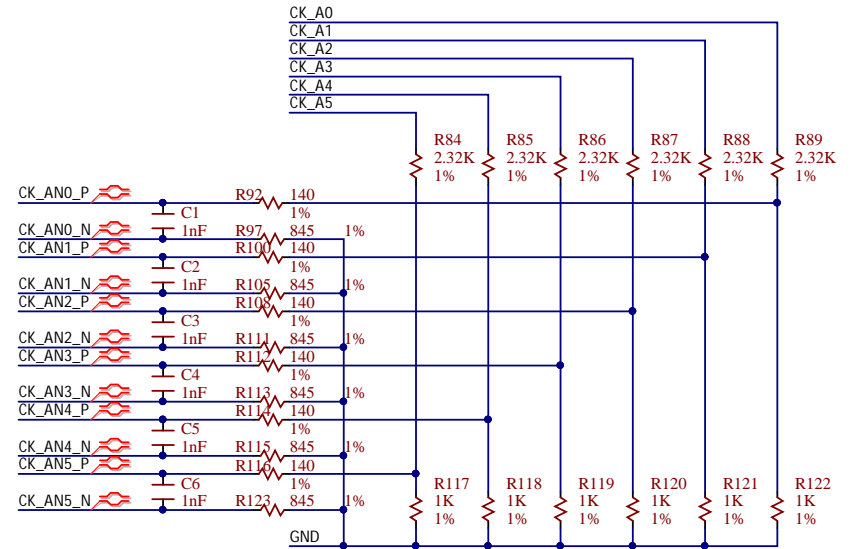 CK_A0
CK_A1
CK_A2
CK_A3
CK_A4
CK_A5
R84 R85 R86 R87 R88 R89
2.32K 2.32K 2.32K 2.32K 2.32K 2.32K
1% 1% 1% 1% 1% 1%
CK_AN0_P R92 140
C1 1%
CK_AN0_N 1nF R97 845 1%
CK_AN1_P R100 140
C2 1%
CK_AN1_N 1nF R105 845 1%
CK_AN2_P R108 140
C3 1%
CK_AN2_N 1nF R111 845 1%
CK_AN3_P R112 140
C4 1%
CK_AN3_N 1nF R113 845 1%
CK_AN4_P R114 140
C5 1%
CK_AN4_N 1nF R115 845 1%
CK_AN5_P R116 140
C6 1%
CK_AN5_N 1nF R123 845 1%
R117 R118 R119 R120 R121 R122
1K 1K 1K 1K 1K 1K
1% 1% 1% 1% 1% 1%
GND